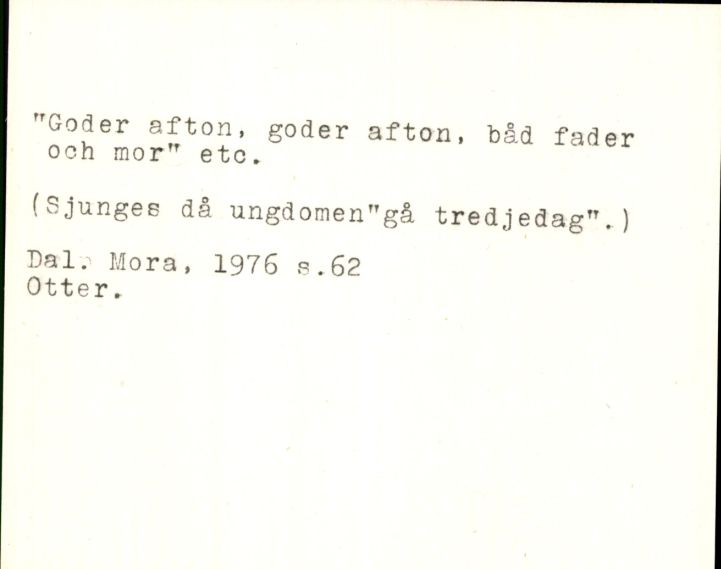 "Goder afton, goder afton, båd fader
och mor" etc.
(Sjunges då ungdomen"gå tredjedag".)
Dal. Mora, 1976 s.62
Otter.